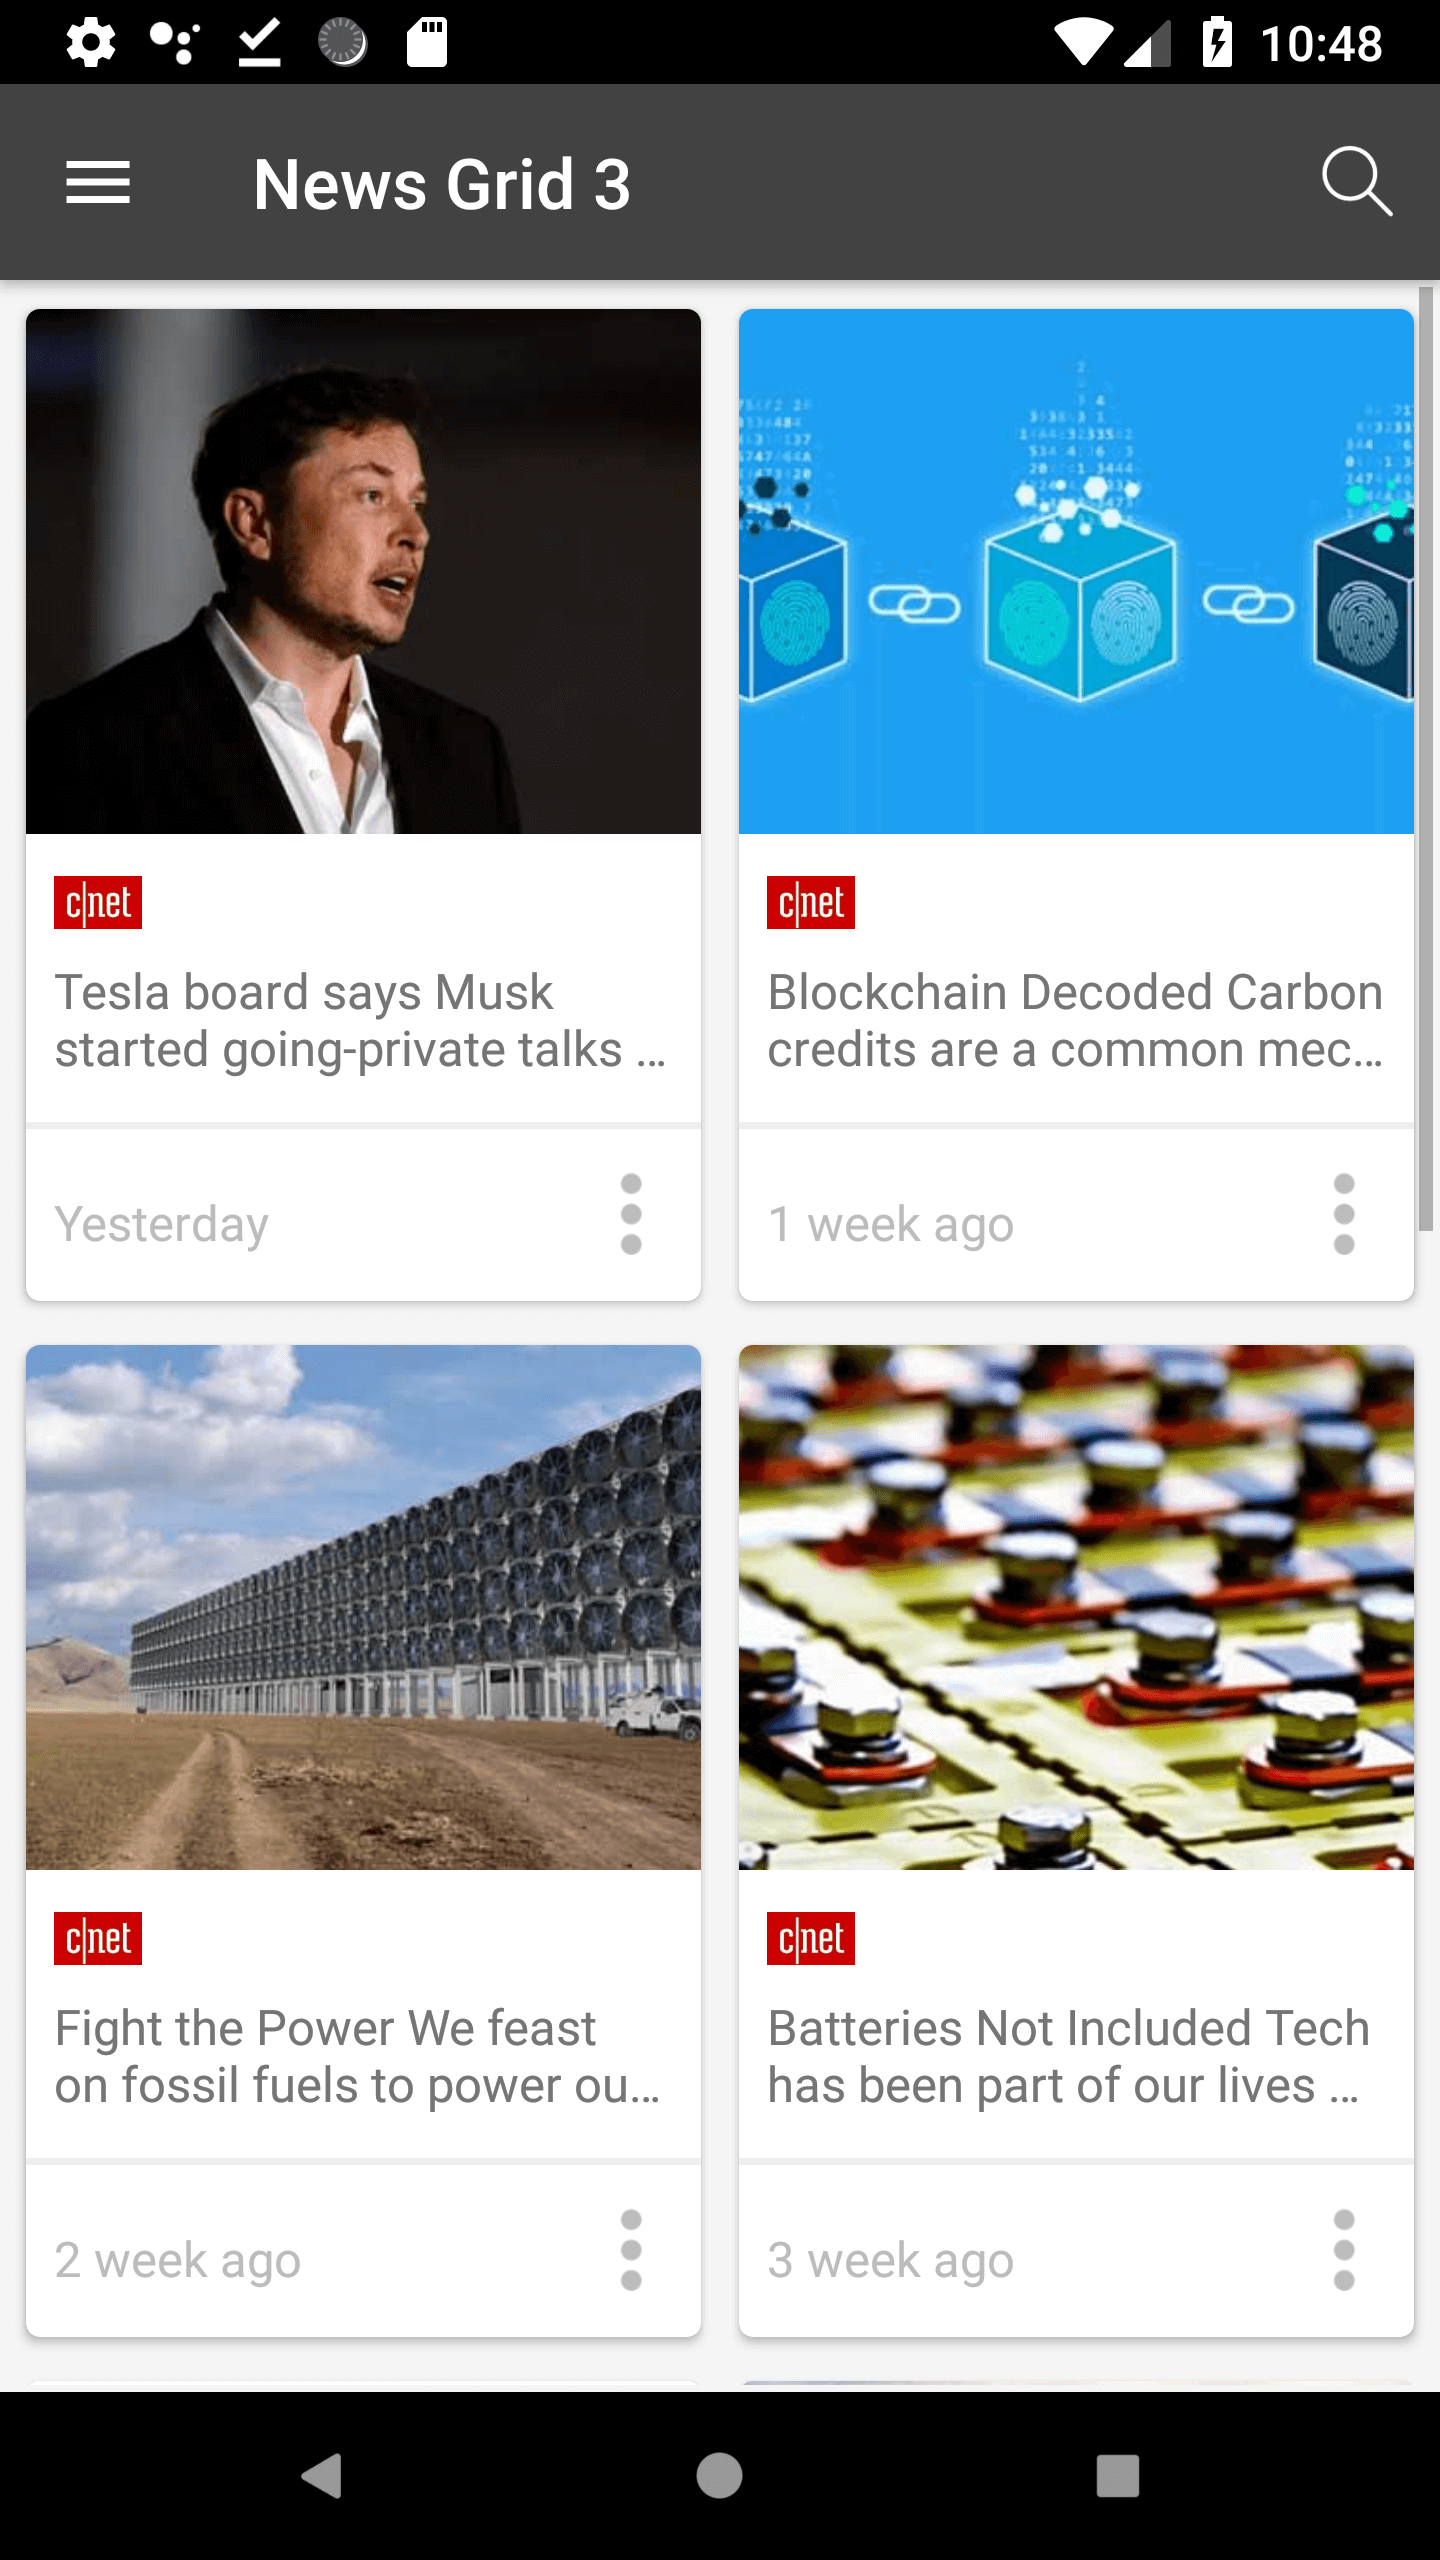 10:48
News Grid 3
c|net
Tesla board says Musk
started going-private talks ...
Yesterday
c|net
Blockchain Decoded Carbon
credits are a common mec...
1 week ago
c|net
Fight the Power We feast
on fossil fuels to power ou...
2 week ago
c|net
Batteries Not Included Tech
has been part of our lives ...
3 week ago